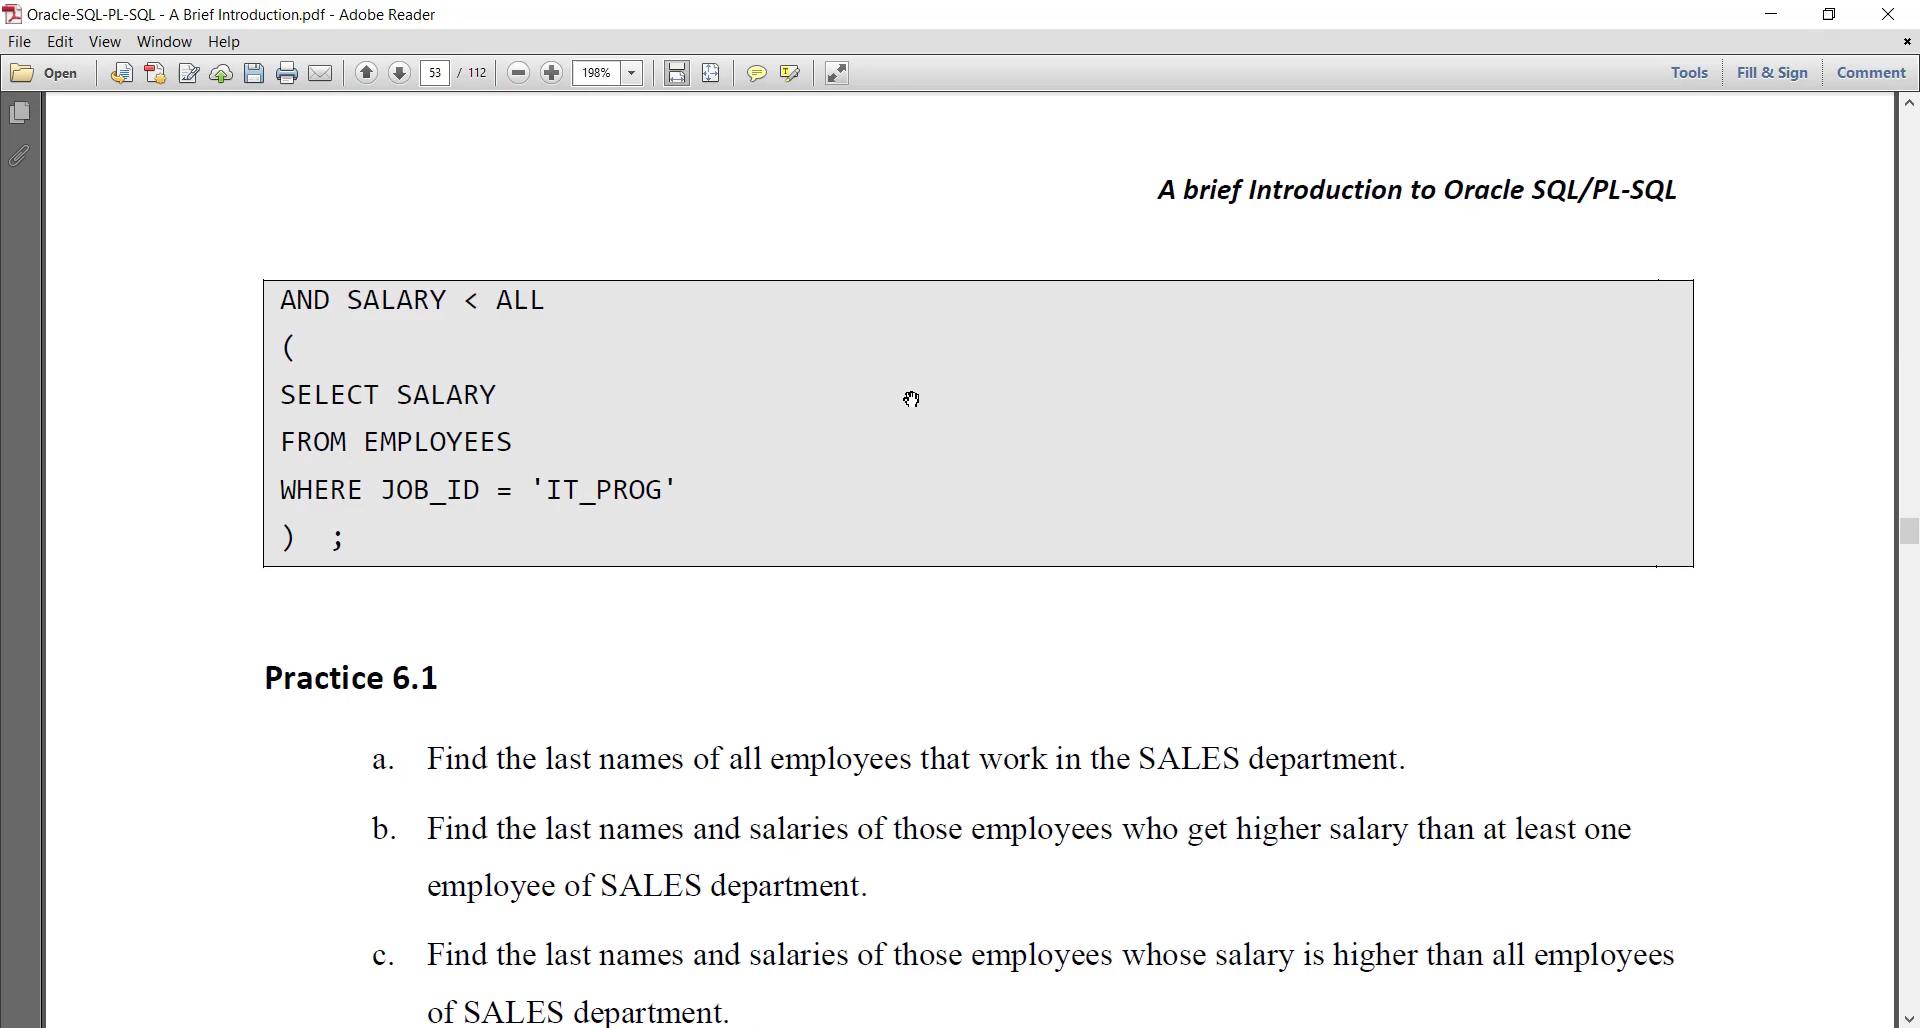 Oracle-SQL-PL-SQL - A Brief Introduction.pdf - Adobe Reader
File Edit View Window Help
Open 53 / 112 198% Tools Fill & Sign Comment
A brief Introduction to Oracle SQL/PL-SQL
AND SALARY < ALL
(
SELECT SALARY
FROM EMPLOYEES
WHERE JOB_ID = 'IT_PROG'
) ;
Practice 6.1
a. Find the last names of all employees that work in the SALES department.
b. Find the last names and salaries of those employees who get higher salary than at least one
employee of SALES department.
c. Find the last names and salaries of those employees whose salary is higher than all employees
of SALES department.